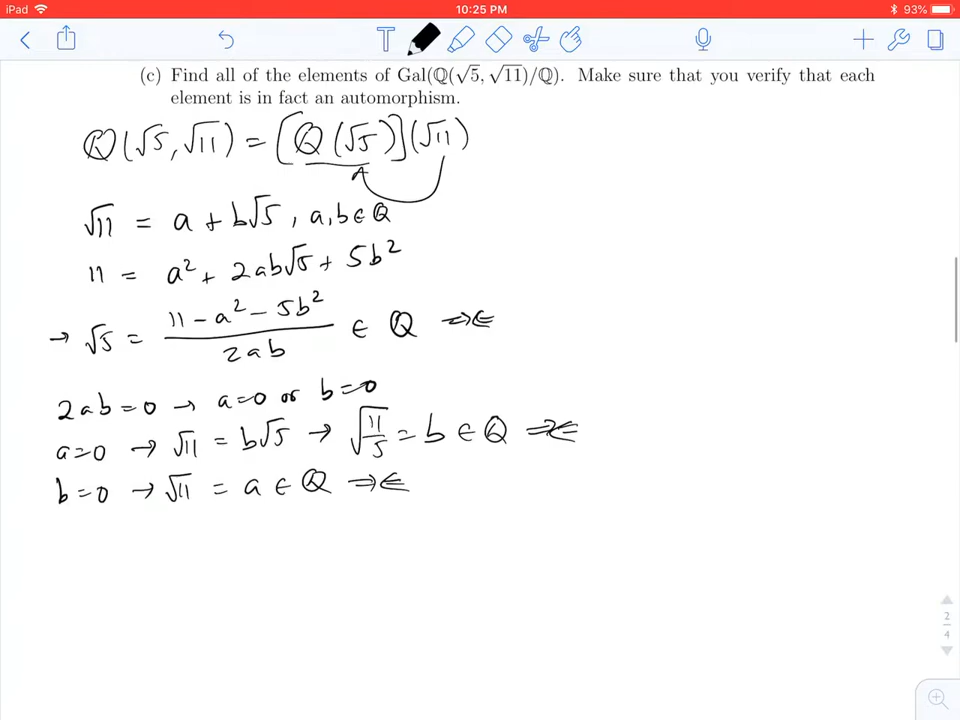 iPad 10:25 PM 93%
T
(c) Find all of the elements of Gal(ℚ(√5, √11)/ℚ). Make sure that you verify that each
element is in fact an automorphism.
ℚ(√5, √11) = [ℚ(√5)](√11)
√11 = a + b√5, a, b ∈ ℚ
11 = a² + 2ab√5 + 5b²
→ √5 = (11 - a² - 5b²)/(2ab) ∈ ℚ ⇒⇐
2ab = 0 → a=0 or b=0
a=0 → √11 = b√5 → √(11/5) = b ∈ ℚ ⇒⇐
b=0 → √11 = a ∈ ℚ ⇒⇐
2
4